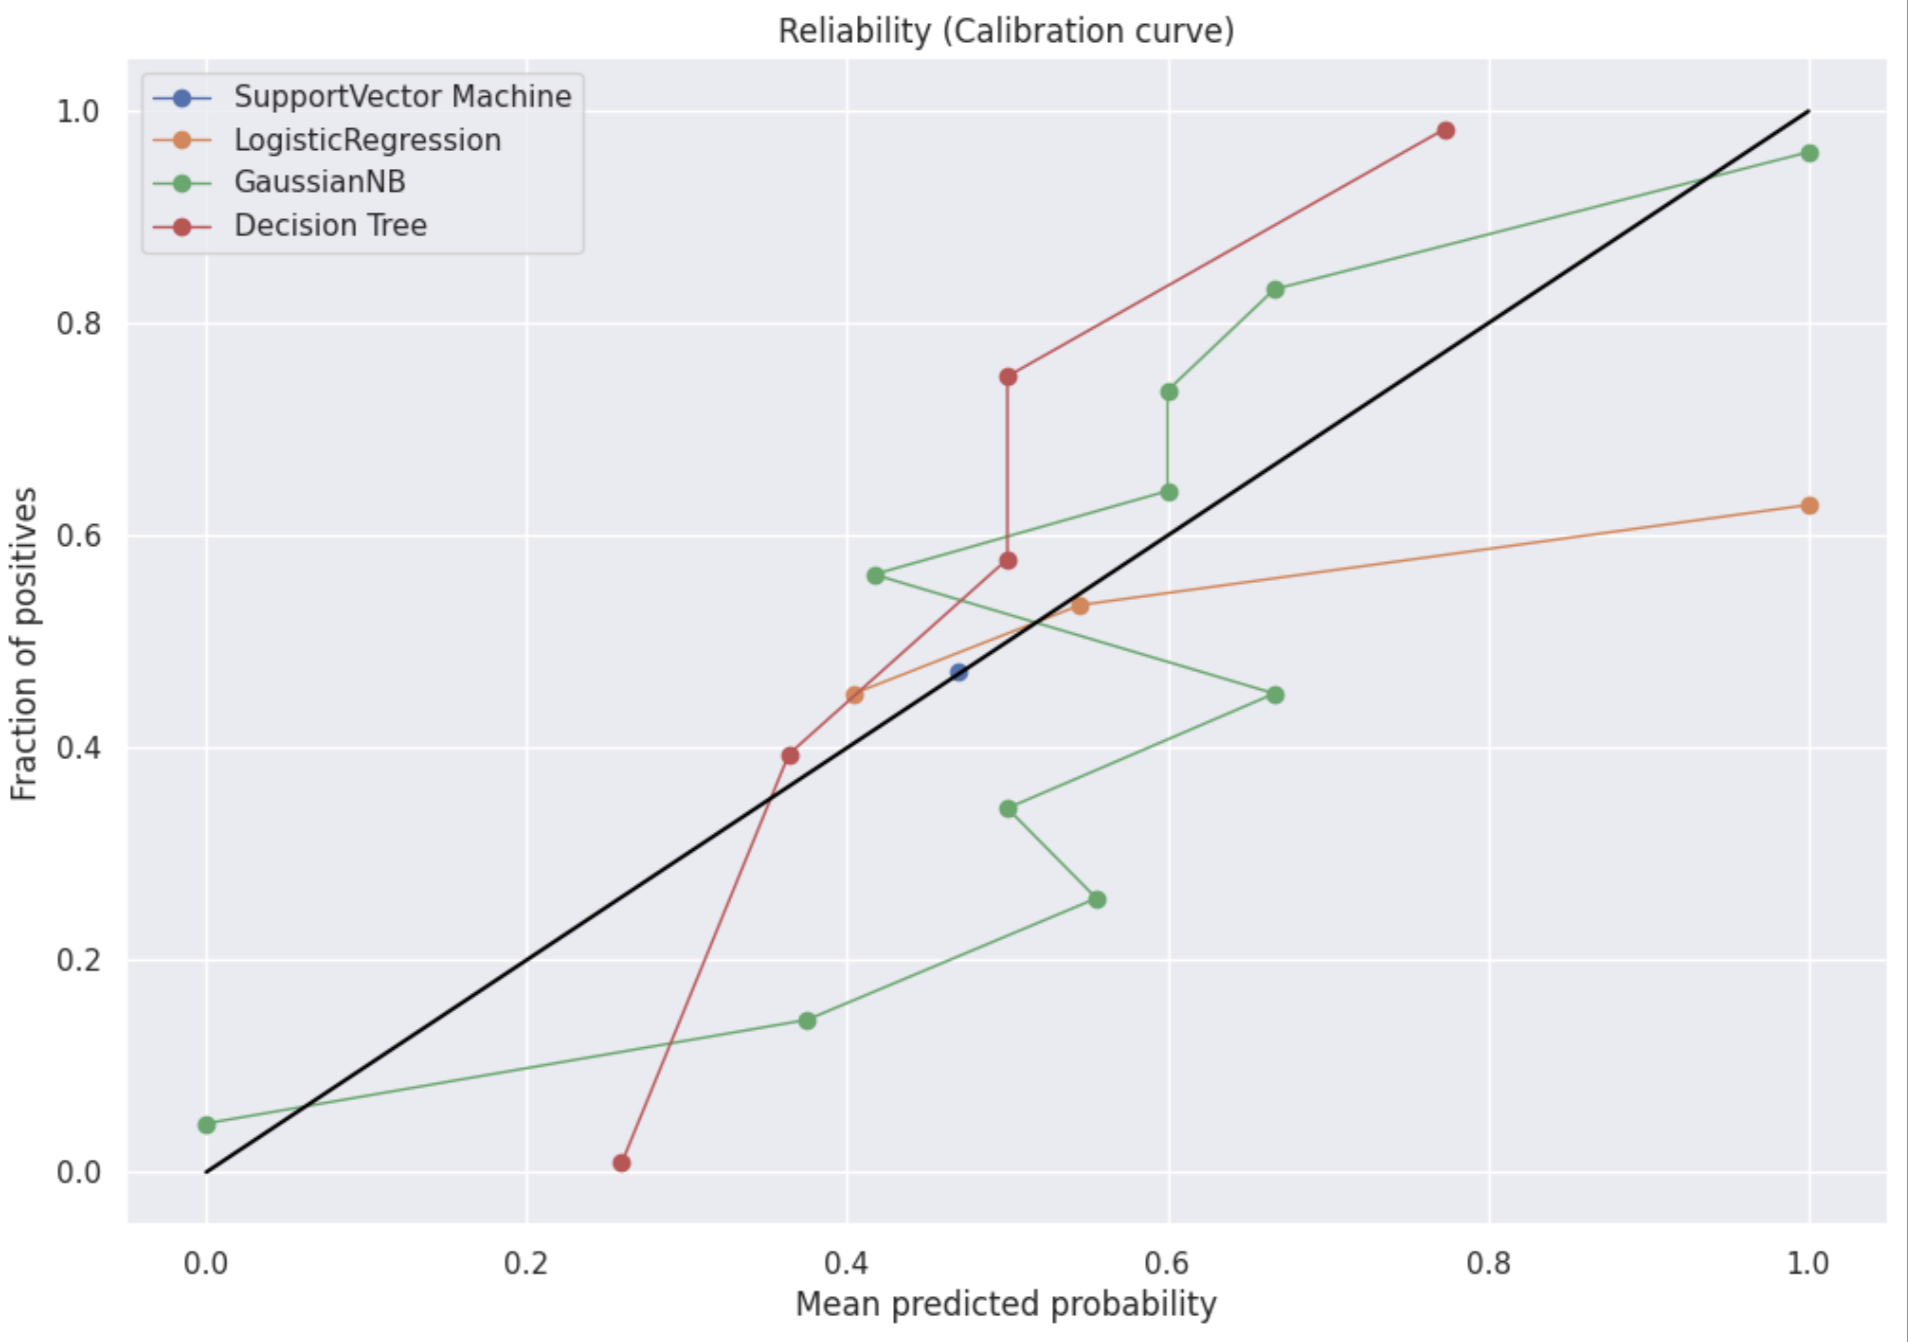 Reliability (Calibration curve)
SupportVector Machine
LogisticRegression
GaussianNB
Decision Tree
1.0
0.8
0.6
0.4
0.2
0.0
Fraction of positives
0.0 0.2 0.4 0.6 0.8 1.0
Mean predicted probability